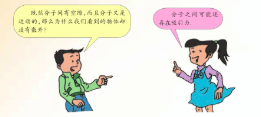 既然分子间有空隙，而且分子又是
运动的，那么为什么我们看到的物体却
没有散开？
分子之间可能还
存在吸引力。